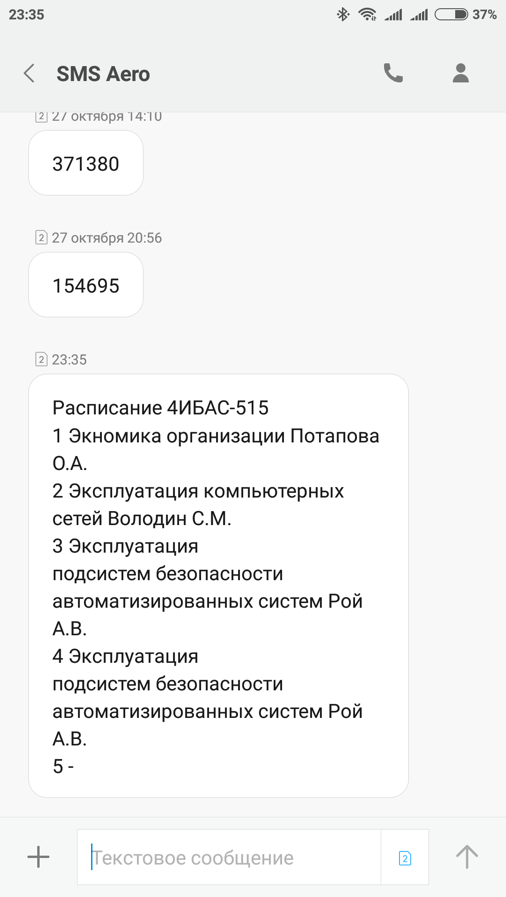 23:35
37%
SMS Aero
2 27 октября 14:10
371380
2 27 октября 20:56
154695
2 23:35
Расписание 4ИБАС-515
1 Экномика организации Потапова
О.А.
2 Эксплуатация компьютерных
сетей Володин С.М.
3 Эксплуатация
подсистем безопасности
автоматизированных систем Рой
А.В.
4 Эксплуатация
подсистем безопасности
автоматизированных систем Рой
А.В.
5 -
Текстовое сообщение
2